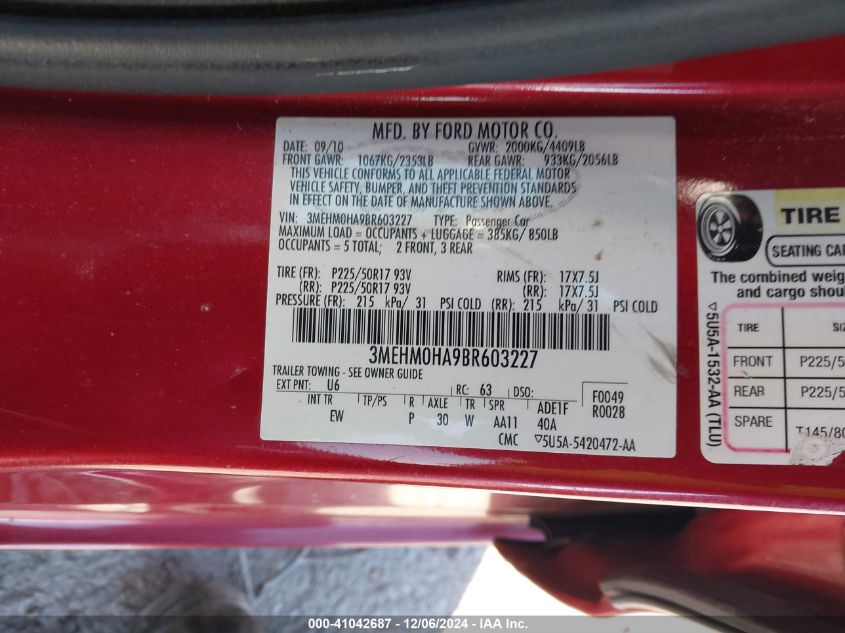 MFD. BY FORD MOTOR CO.
DATE: 09/10 GVWR: 2000KG/4409LB
FRONT GAWR: 1067KG/2353LB REAR GAWR: 933KG/2056LB
THIS VEHICLE CONFORMS TO ALL APPLICABLE FEDERAL MOTOR
VEHICLE SAFETY, BUMPER, AND THEFT PREVENTION STANDARDS
IN EFFECT ON THE DATE OF MANUFACTURE SHOWN ABOVE.
VIN: 3MEHM0HA9BR603227 TYPE: Passenger Car
MAXIMUM LOAD = OCCUPANTS + LUGGAGE = 385KG/850LB
OCCUPANTS = 5 TOTAL; 2 FRONT, 3 REAR
TIRE (FR): P225/50R17 93V RIMS (FR): 17X7.5J
(RR): P225/50R17 93V (RR): 17X7.5J
PRESSURE (FR): 215 kPa/ 31 PSI COLD (RR): 215 kPa/ 31 PSI COLD
3MEHM0HA9BR603227
TRAILER TOWING - SEE OWNER GUIDE
EXT PNT: U6 RC: 63 DSO: F0049
INT TR TP/PS R AXLE TR SPR ADE1F R0028
EW P 30 W AA11 40A
CMC ▽5U5A-5420472-AA
TIRE
SEATING
The combined
and cargo
TIRE
FRONT P225/5
REAR P225/5
SPARE T145/80
▽5U5A-1532-AA (TLU)
000-41042687 - 12/06/2024 - IAA Inc.